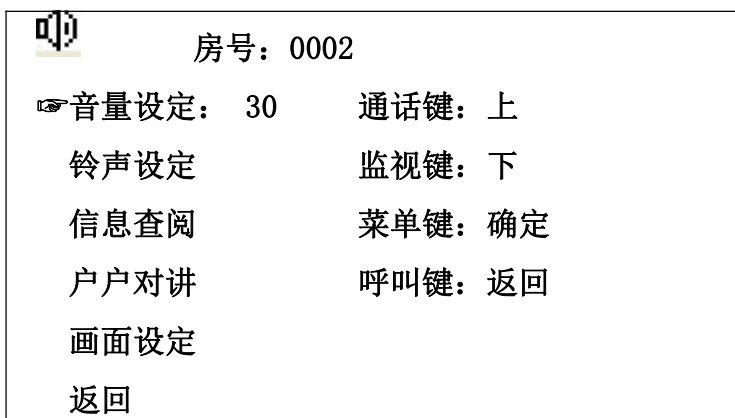 房号：0002
☞音量设定： 30 通话键：上
铃声设定 监视键：下
信息查阅 菜单键：确定
户户对讲 呼叫键：返回
画面设定
返回